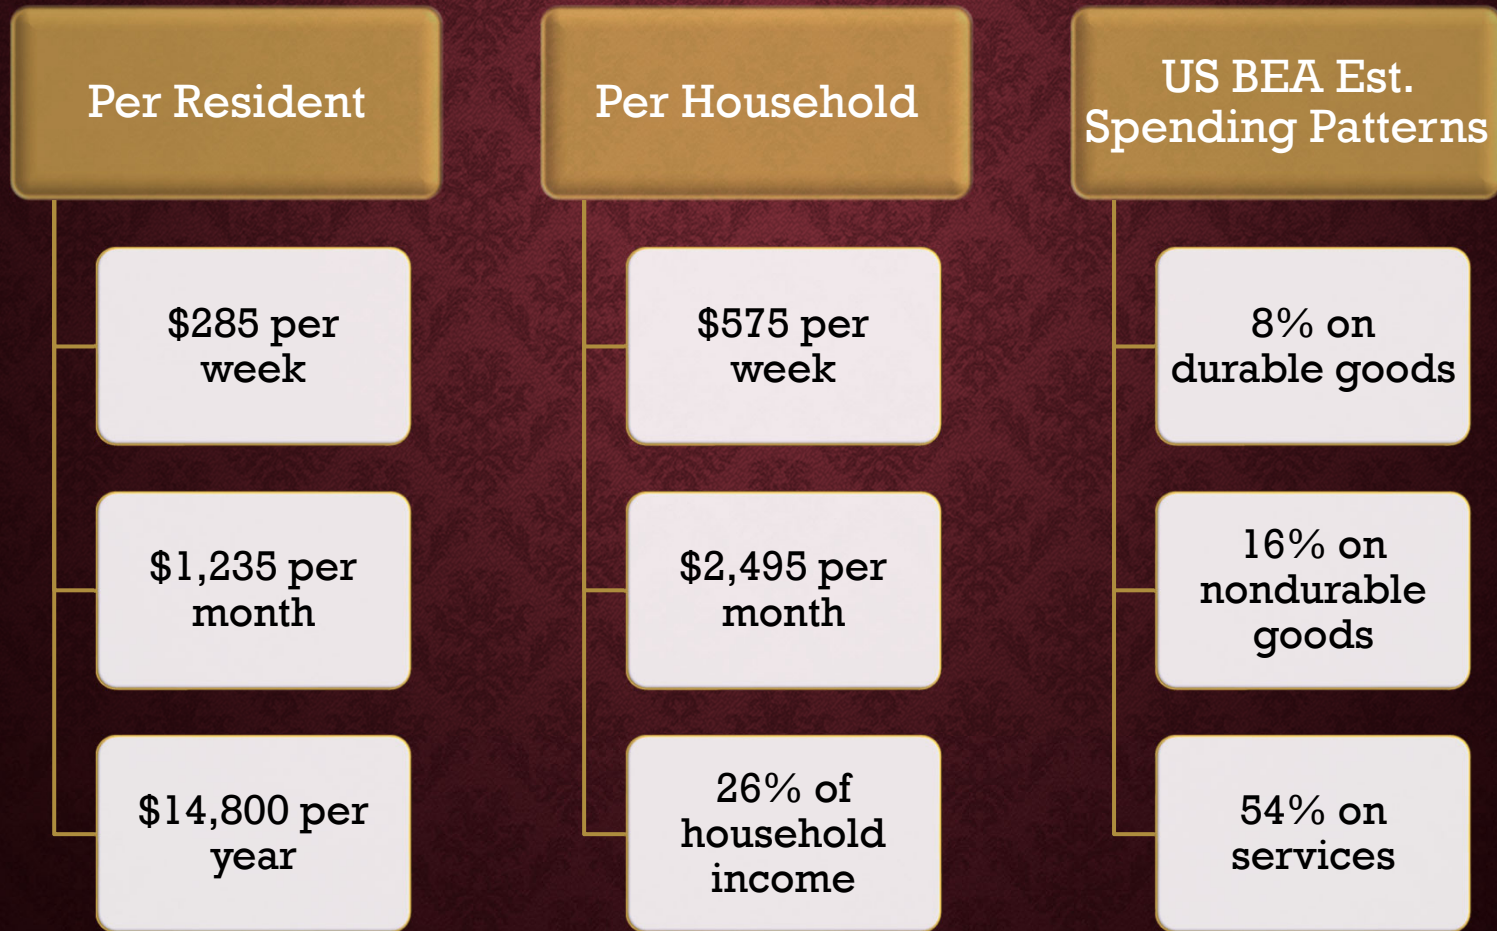 Per Resident
$285 per
week
$1,235 per
month
$14,800 per
year
Per Household
$575 per
week
$2,495 per
month
26% of
household
income
US BEA Est.
Spending Patterns
8% on
durable goods
16% on
nondurable
goods
54% on
services